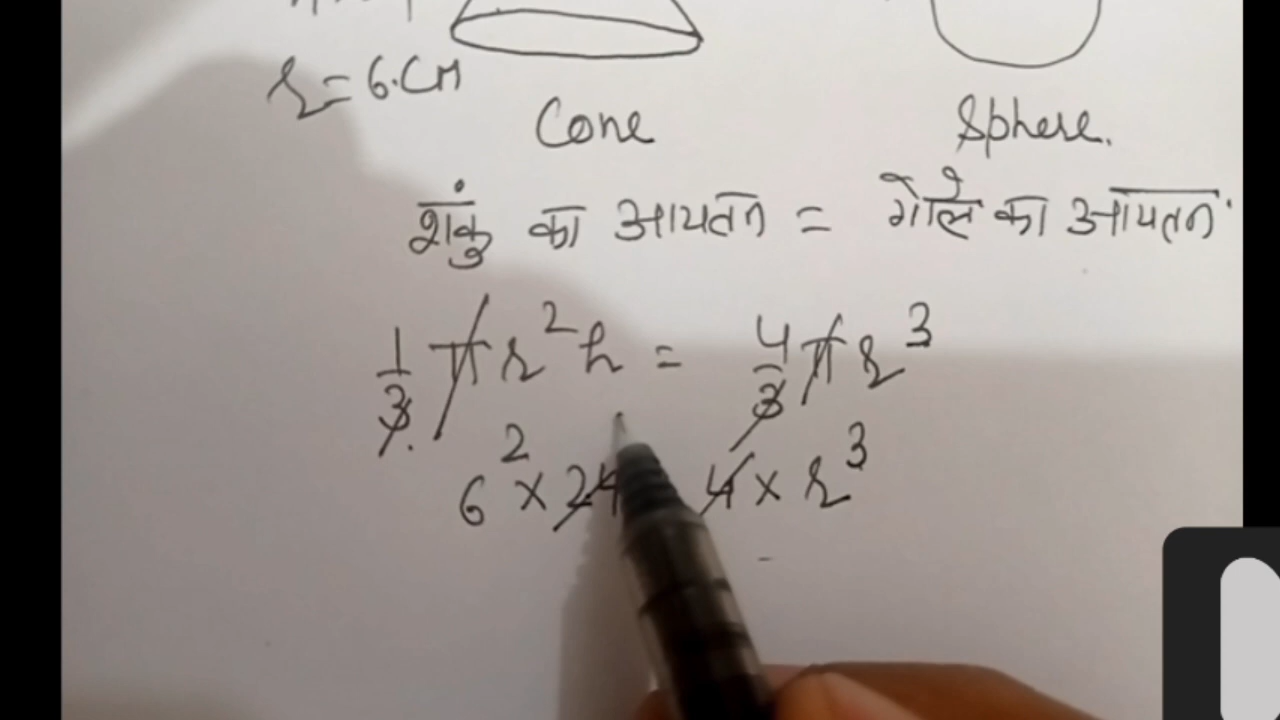 r = 6.CM
Cone
Sphere.
शंकु का आयतन = गोले का आयतन
1/3 π r² h = 4/3 π r³
6² × 24 4 × r³